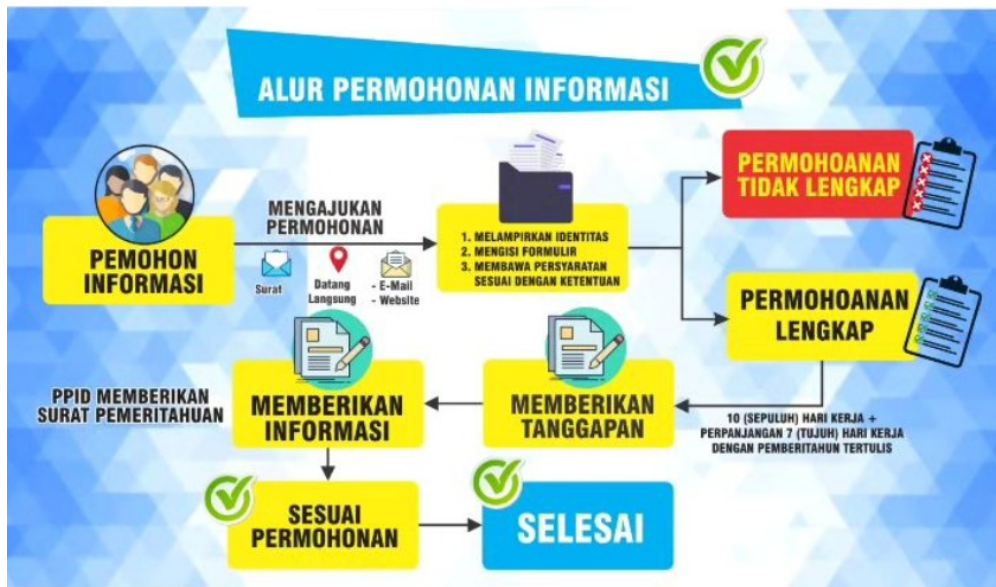 ALUR PERMOHONAN INFORMASI
PEMOHON
INFORMASI
MENGAJUKAN
PERMOHONAN
Surat
Datang
Langsung
- E-Mail
- Website
1. MELAMPIRKAN IDENTITAS
2. MENGISI FORMULIR
3. MEMBAWA PERSYARATAN
SESUAI DENGAN KETENTUAN
PERMOHOANAN
TIDAK LENGKAP
PERMOHOANAN
LENGKAP
10 (SEPULUH) HARI KERJA +
PERPANJANGAN 7 (TUJUH) HARI KERJA
DENGAN PEMBERITAHUN TERTULIS
MEMBERIKAN
TANGGAPAN
MEMBERIKAN
INFORMASI
PPID MEMBERIKAN
SURAT PEMERITAHUAN
SESUAI
PERMOHONAN
SELESAI